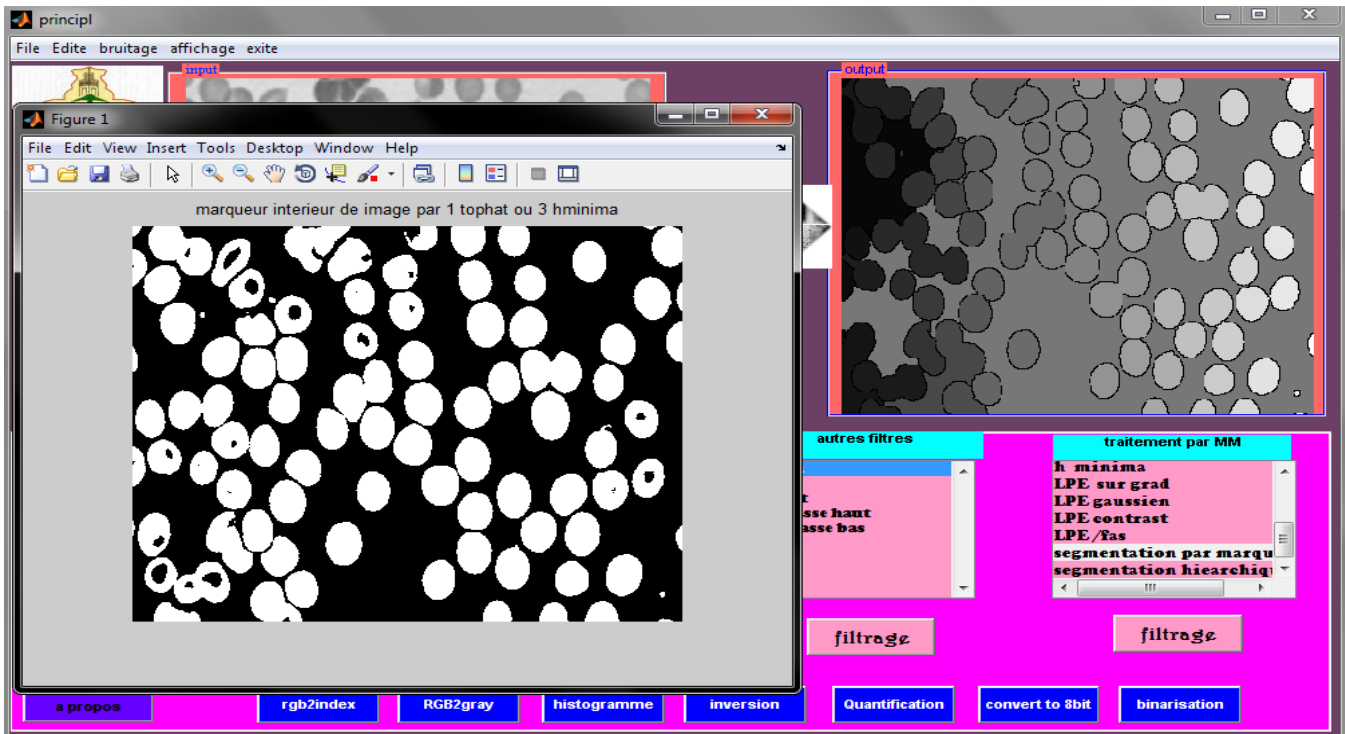 principl
File Edite bruitage affichage exite
input
output
Figure 1
File Edit View Insert Tools Desktop Window Help
marqueur interieur de image par 1 tophat ou 3 hminima
autres filtres
traitement par MM
sse haut
asse bas
h minima
LPE sur grad
LPE gaussien
LPE contrast
LPE/fas
segmentation par marqu
segmentation hiearchiq
filtrage
filtrage
a propos
rgb2index
RGB2gray
histogramme
inversion
Quantification
convert to 8bit
binarisation